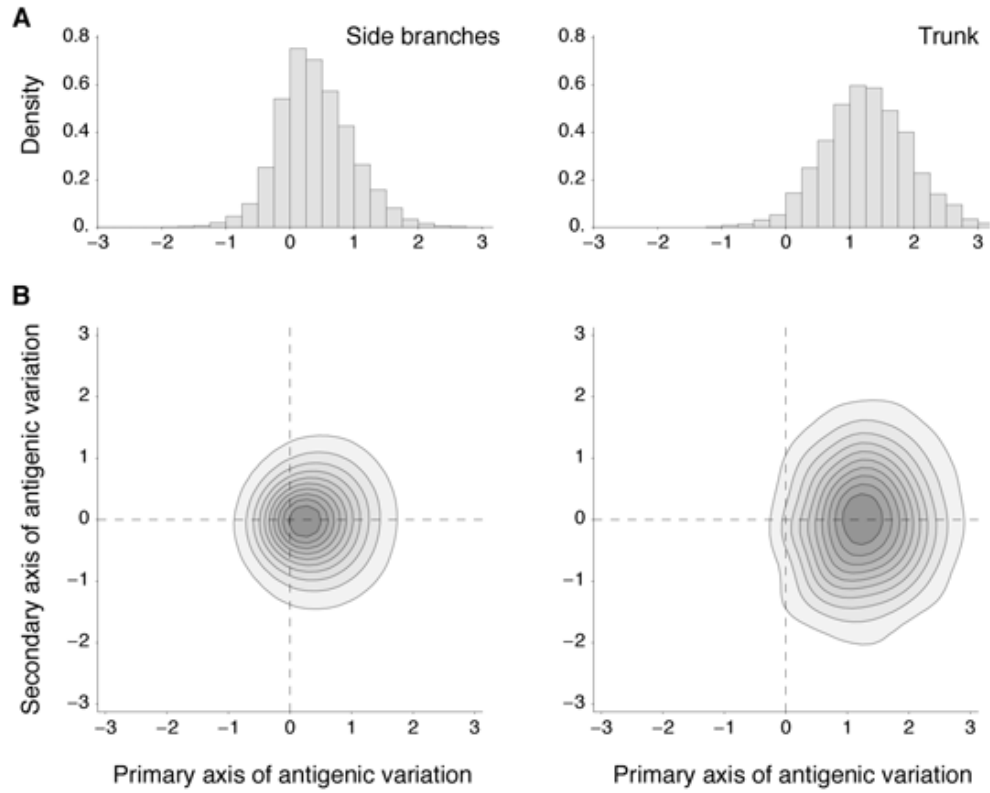 A
Side branches
Trunk
Density
0.8
0.6
0.4
0.2
0.
−3 −2 −1 0 1 2 3
0.8
0.6
0.4
0.2
0.
−3 −2 −1 0 1 2 3
B
Secondary axis of antigenic variation
3
2
1
0
−1
−2
−3
−3 −2 −1 0 1 2 3
3
2
1
0
−1
−2
−3
−3 −2 −1 0 1 2 3
Primary axis of antigenic variation
Primary axis of antigenic variation